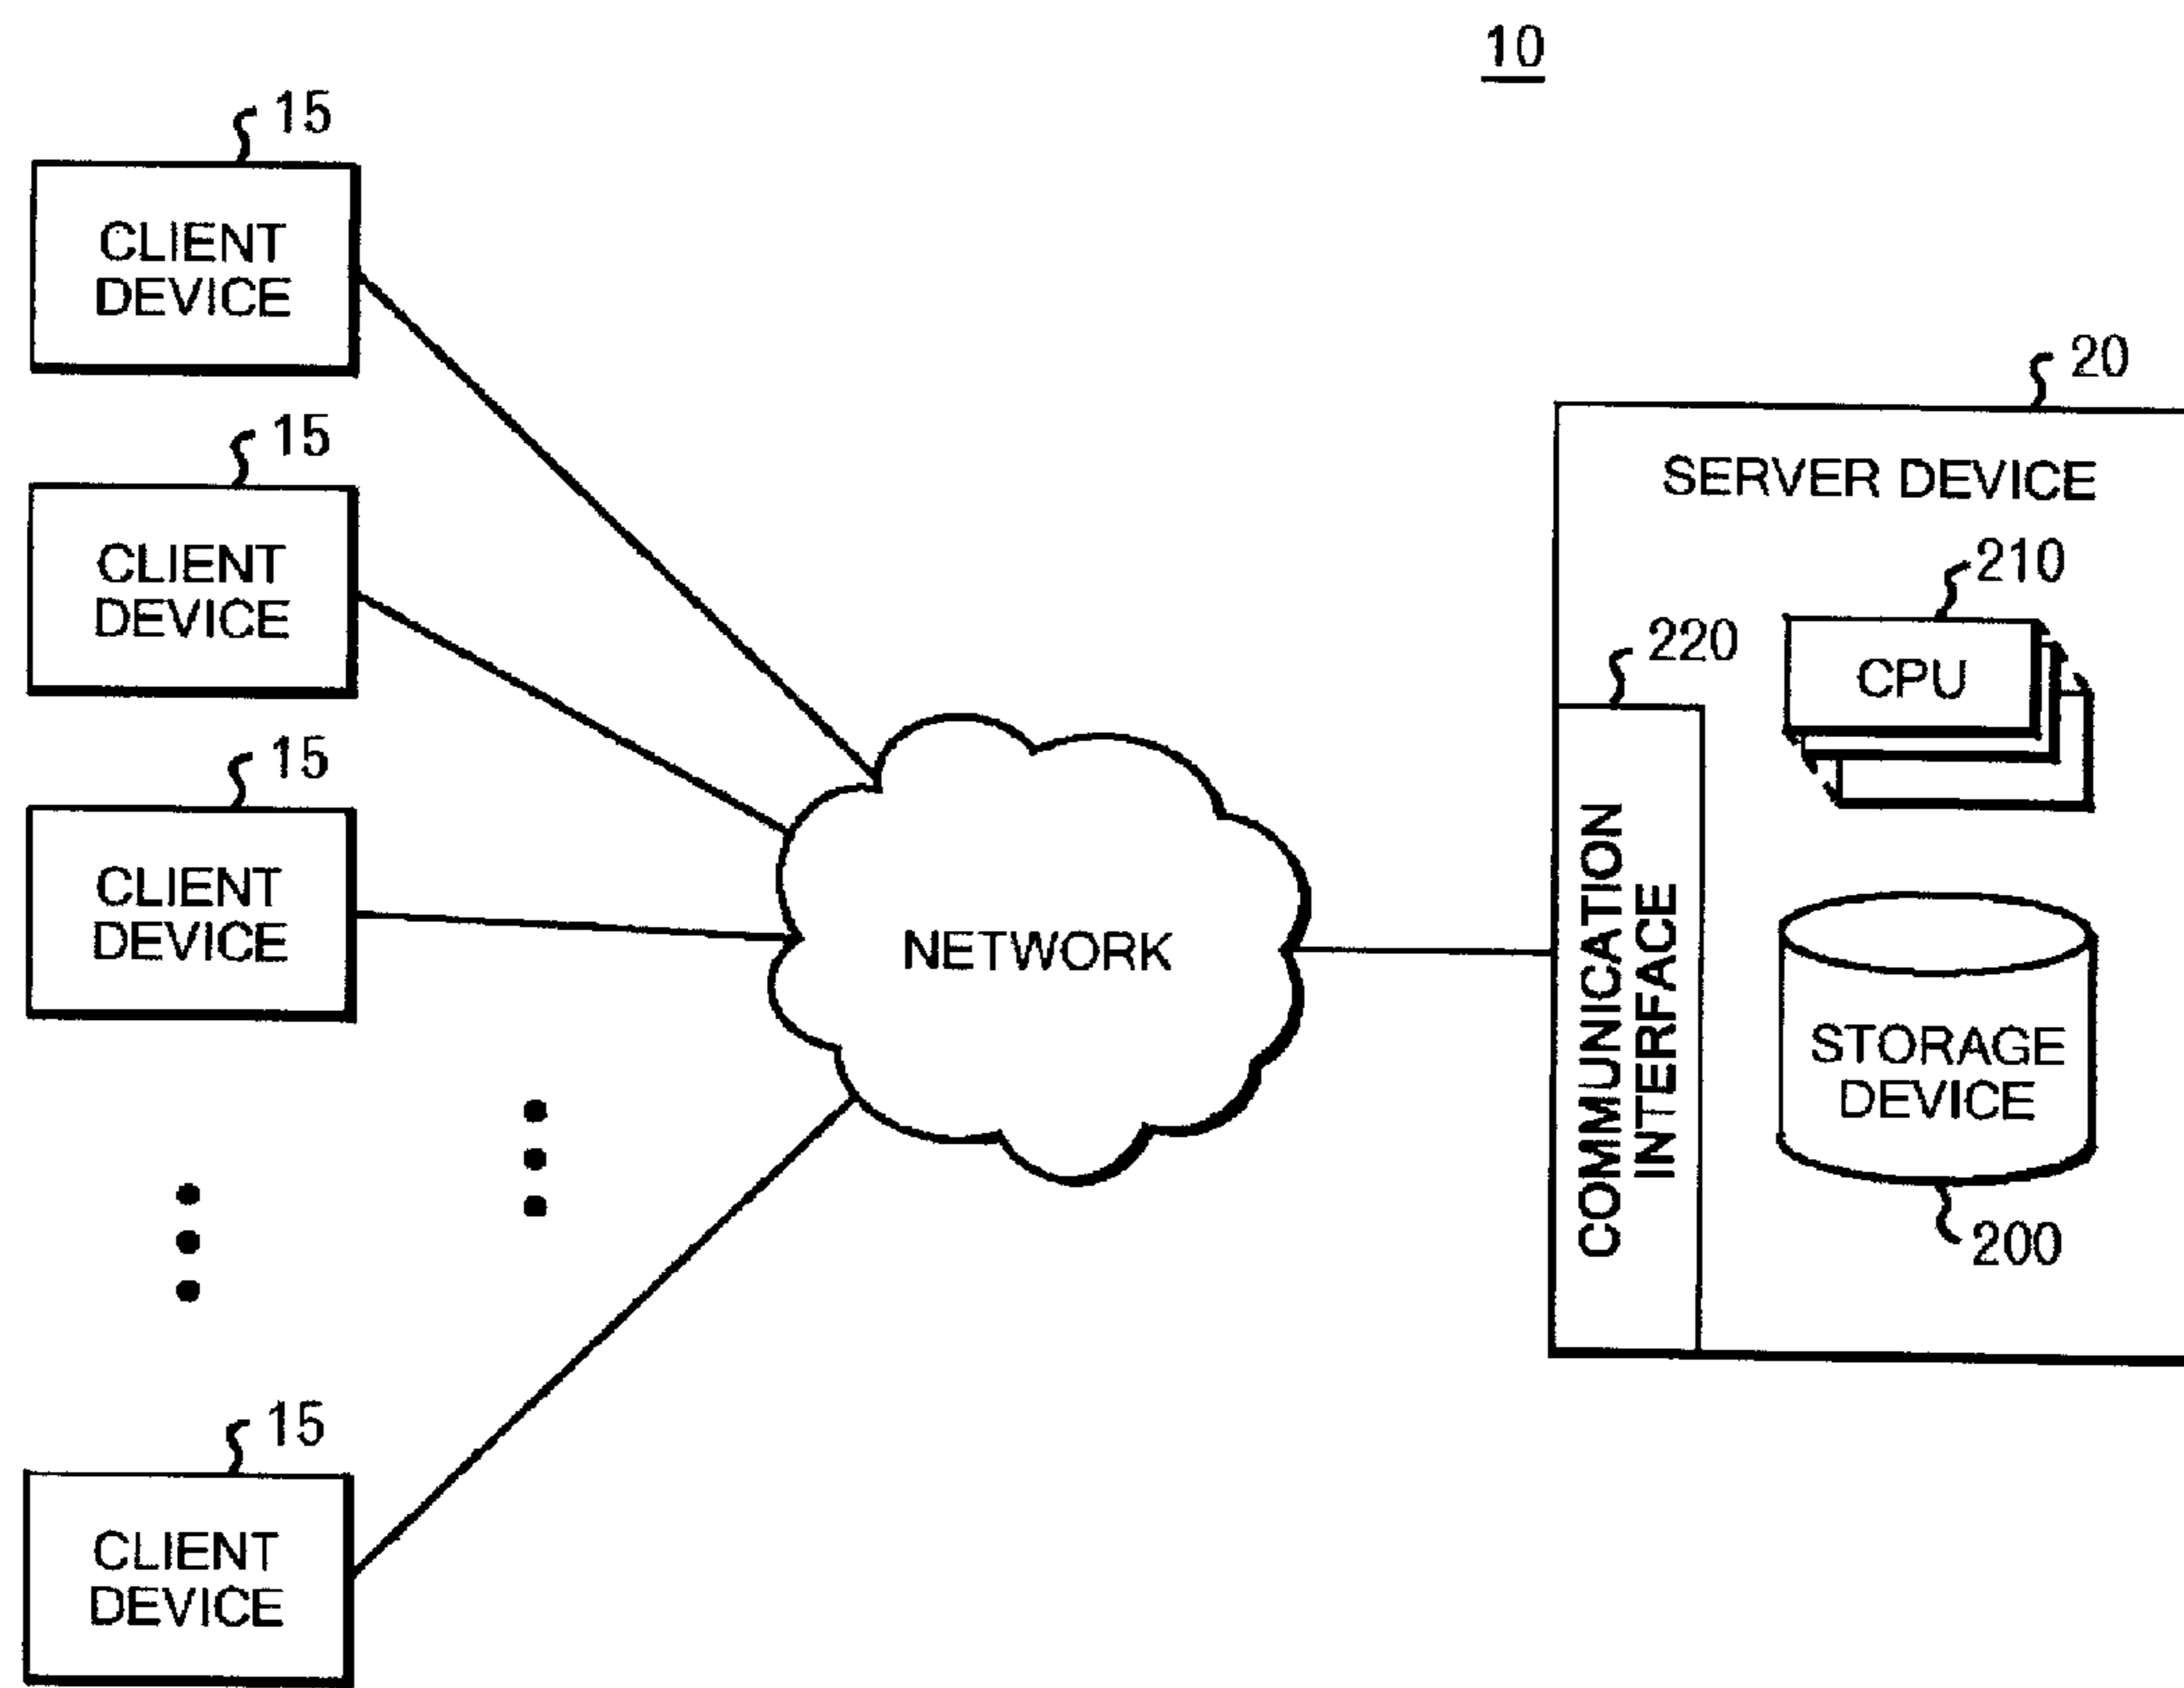 10
15
CLIENT
DEVICE
15
CLIENT
DEVICE
15
CLIENT
DEVICE
15
CLIENT
DEVICE
NETWORK
20
SERVER DEVICE
210
CPU
220
COMMUNICATION
INTERFACE
STORAGE
DEVICE
200